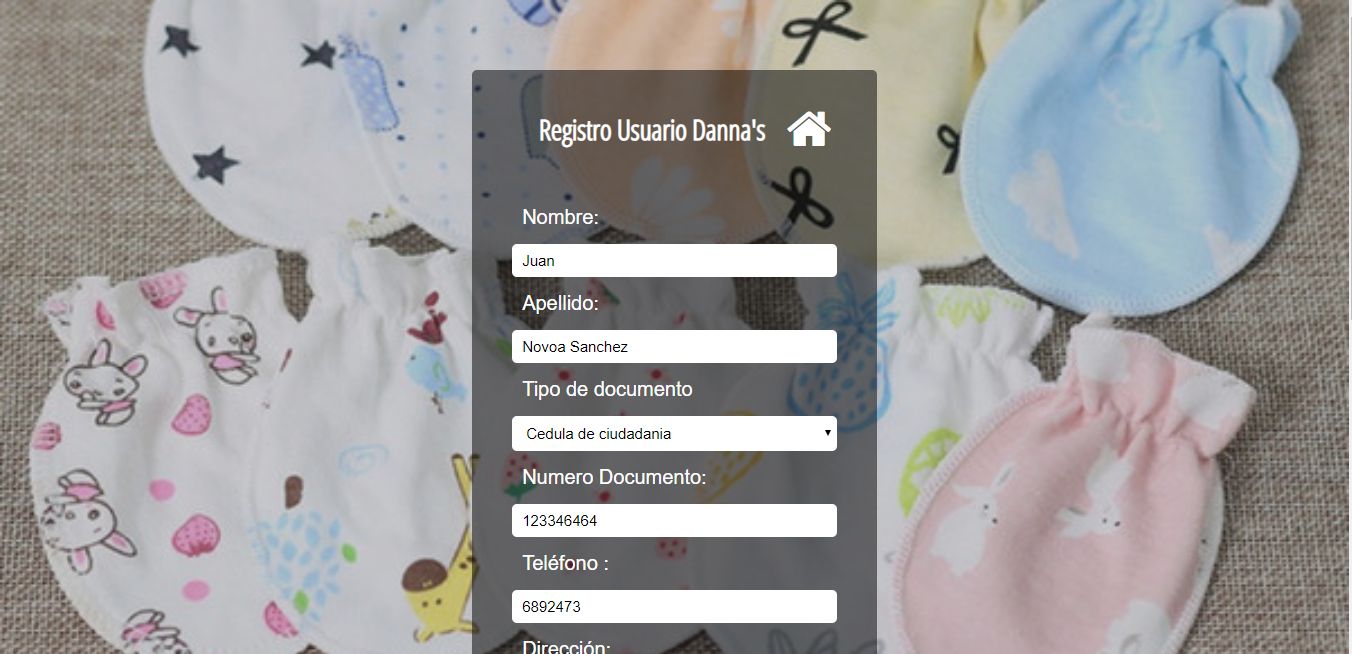 Registro Usuario Danna's
Nombre:
Juan
Apellido:
Novoa Sanchez
Tipo de documento
Cedula de ciudadania
Numero Documento:
123346464
Teléfono :
6892473
Dirección: